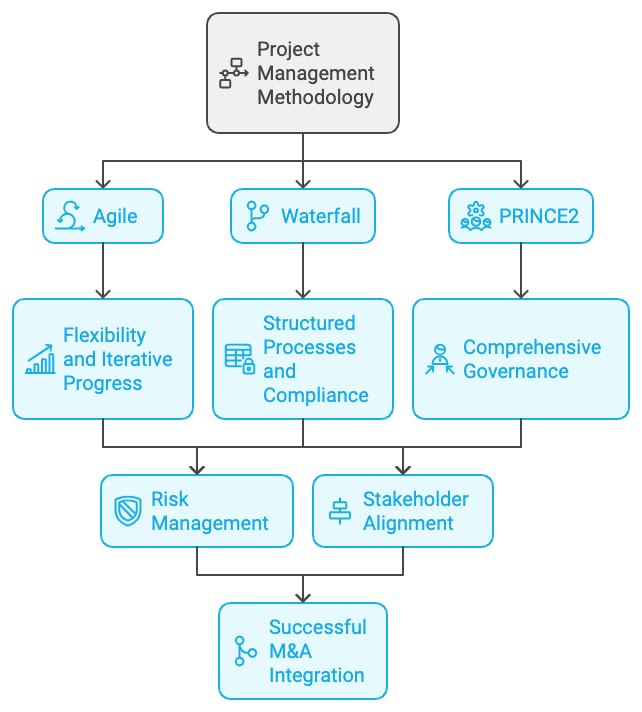 Project
Management
Methodology
Agile
Waterfall
PRINCE2
Flexibility
and Iterative
Progress
Structured
Processes
and
Compliance
Comprehensive
Governance
Risk
Management
Stakeholder
Alignment
Successful
M&A
Integration